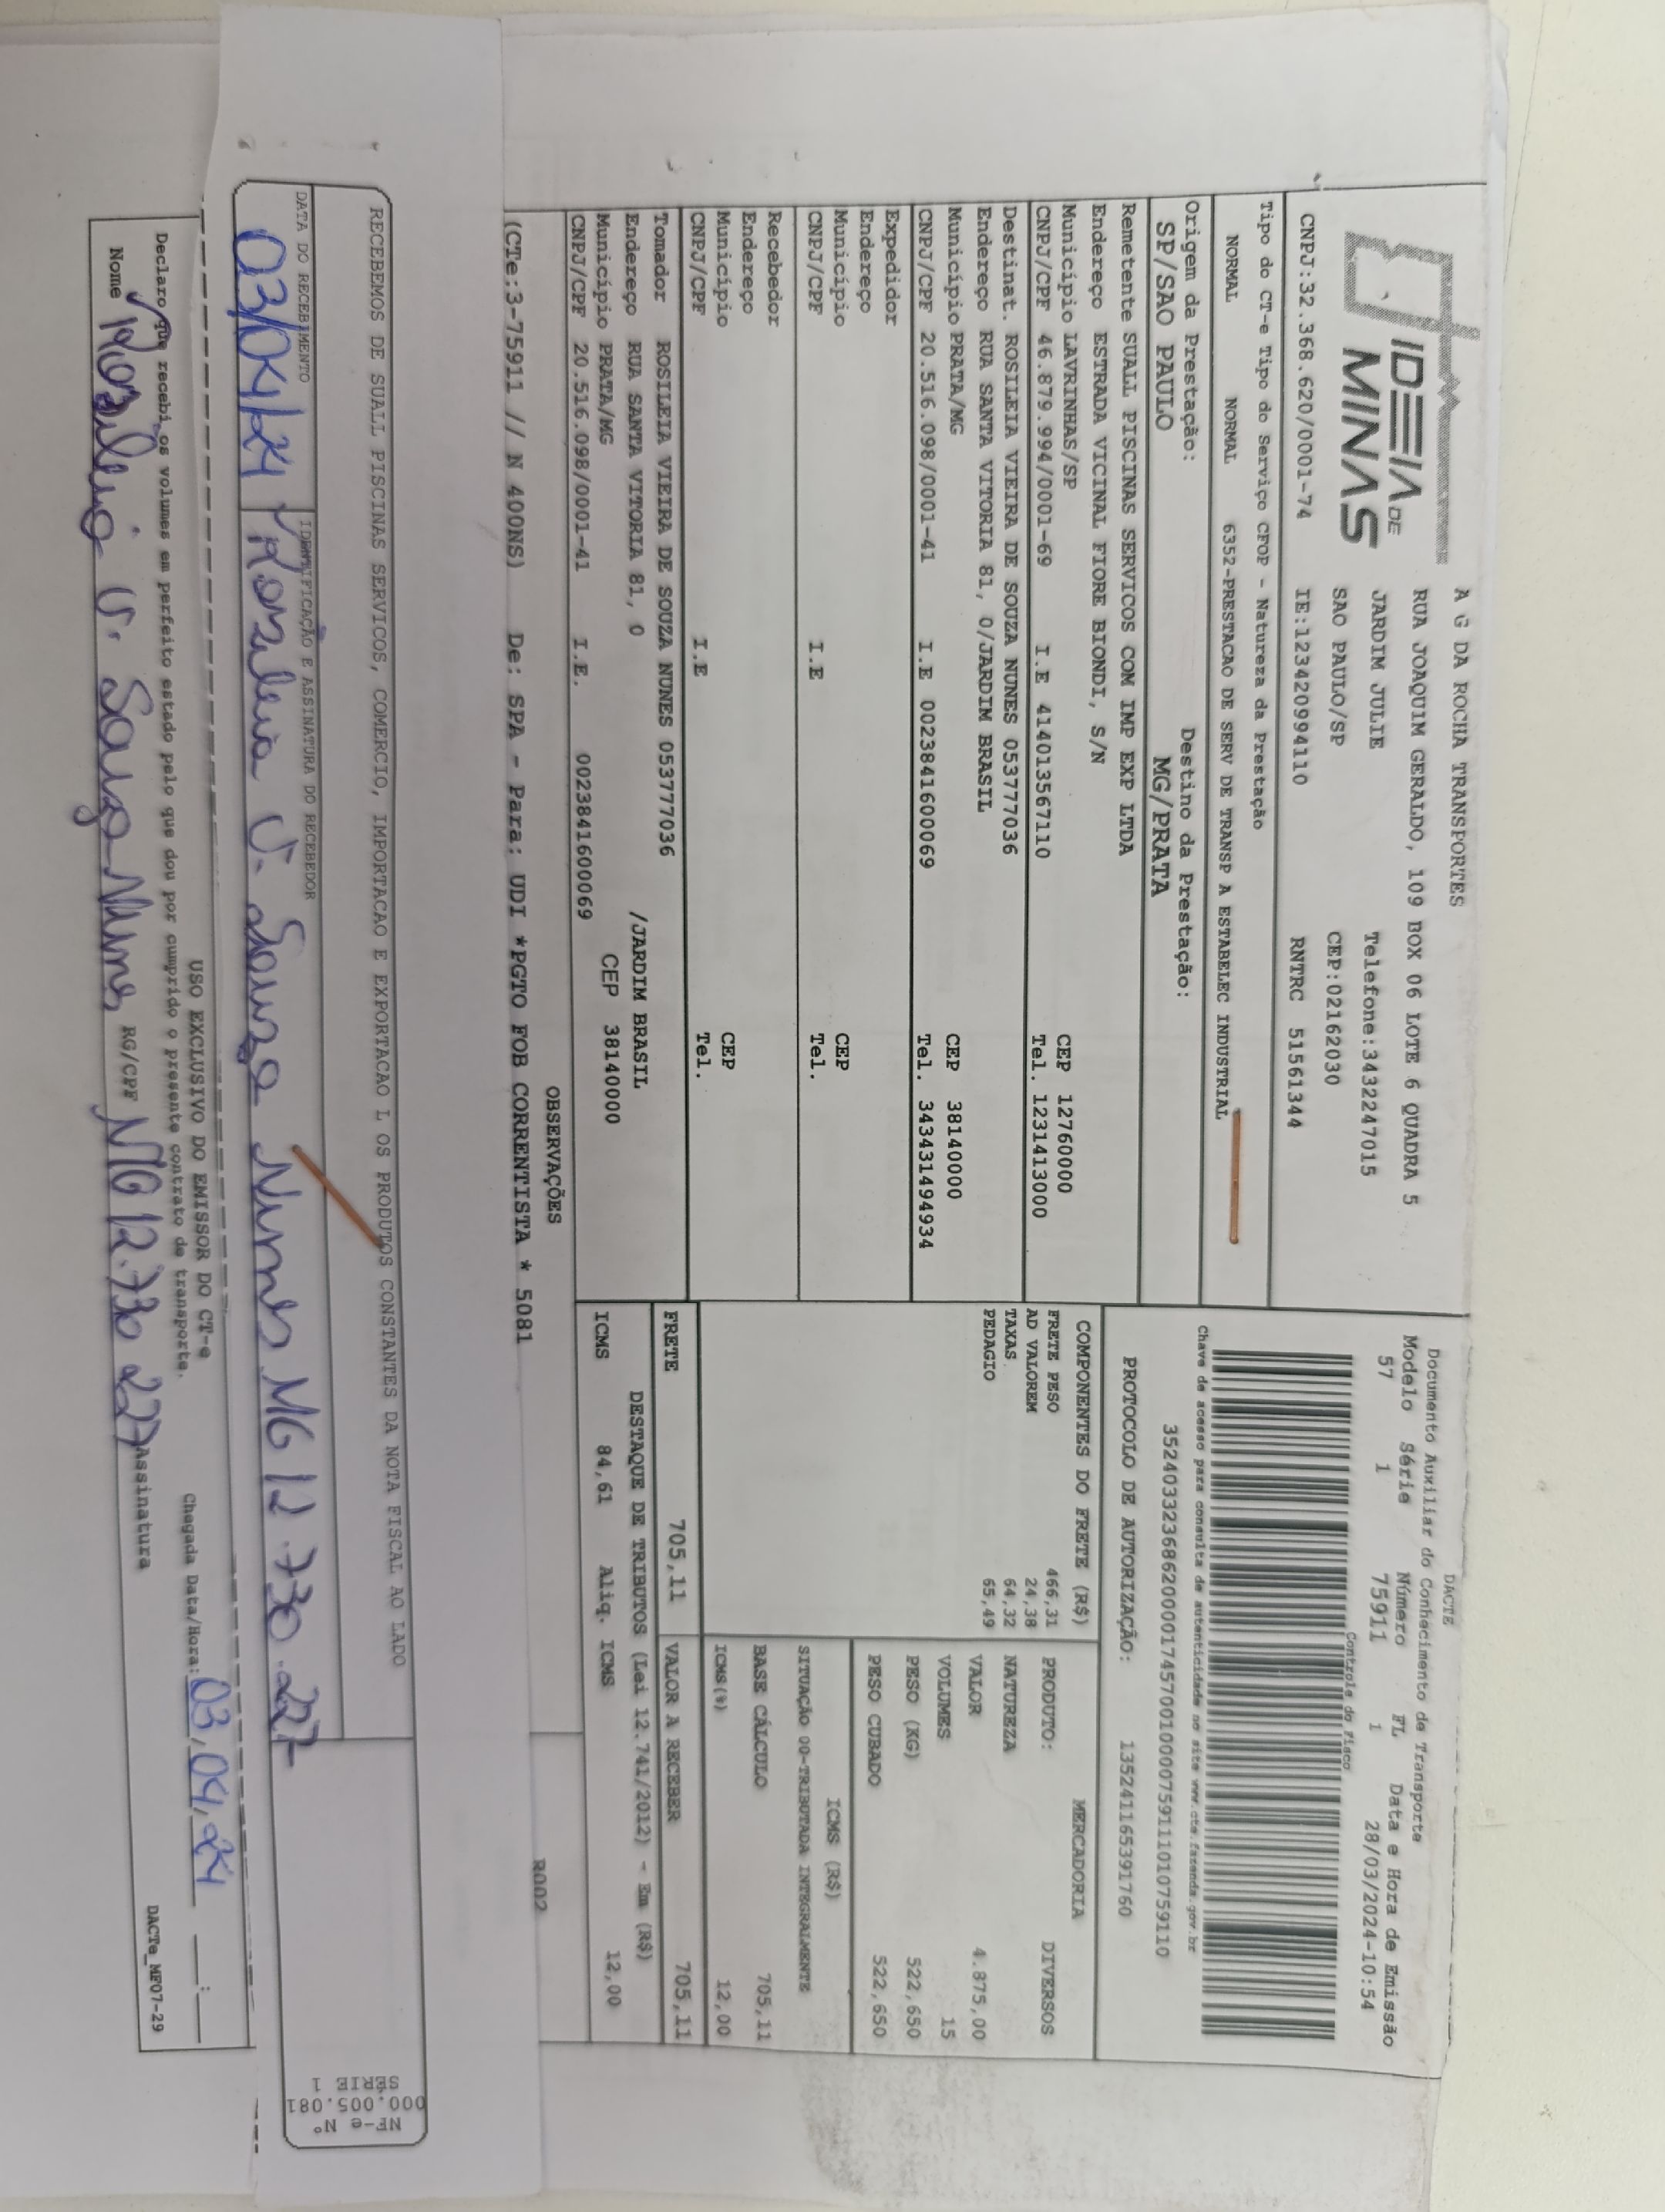 IDEIA DE
MINAS
A G DA ROCHA TRANSPORTES
RUA JOAQUIM GERALDO, 109 BOX 06 LOTE 6 QUADRA 5
JARDIM JULIE Telefone:3432247015
SAO PAULO/SP CEP:02162030
CNPJ:32.368.620/0001-74 IE:123420994110 RNTRC 51561344
DACTE
Documento Auxiliar do Conhecimento de Transporte
Modelo Série Número FL Data e Hora de Emissão
57 1 75911 1 28/03/2024-10:54
Controle do Fisco
Chave de acesso para consulta de autenticidade no site www.cte.fazenda.gov.br
35240332368620000174570010000759111010759110
PROTOCOLO DE AUTORIZAÇÃO: 135241165391760
Tipo do CT-e Tipo do Serviço CFOP - Natureza da Prestação
NORMAL NORMAL 6352-PRESTACAO DE SERV DE TRANSP A ESTABELEC INDUSTRIAL
Origem da Prestação: Destino da Prestação:
SP/SAO PAULO MG/PRATA
Remetente SUALL PISCINAS SERVICOS COM IMP EXP LTDA
Endereço ESTRADA VICINAL FIORE BIONDI, S/N
Município LAVRINHAS/SP CEP 12760000
CNPJ/CPF 46.879.994/0001-69 I.E 414013567110 Tel. 1231413000
Destinat. ROSILEIA VIEIRA DE SOUZA NUNES 0537777036
Endereço RUA SANTA VITORIA 81, 0/JARDIM BRASIL
Município PRATA/MG CEP 38140000
CNPJ/CPF 20.516.098/0001-41 I.E 0023841600069 Tel. 343431494934
Expedidor
Endereço
Município CEP
CNPJ/CPF I.E Tel.
Recebedor
Endereço
Município CEP
CNPJ/CPF I.E Tel.
Tomador ROSILEIA VIEIRA DE SOUZA NUNES 0537777036
Endereço RUA SANTA VITORIA 81, 0 /JARDIM BRASIL
Município PRATA/MG CEP 38140000
CNPJ/CPF 20.516.098/0001-41 I.E. 0023841600069
COMPONENTES DO FRETE (R$)
FRETE PESO 466,31
AD VALOREM 24,38
TAXAS 64,32
PEDAGIO 65,49
MERCADORIA
PRODUTO: DIVERSOS
NATUREZA
VALOR 4.875,00
VOLUMES 15
PESO (KG) 522,650
PESO CUBADO 522,650
ICMS (R$)
SITUAÇÃO 00-TRIBUTADA INTEGRALMENTE
BASE CÁLCULO 705,11
ICMS(%) 12,00
FRETE 705,11 VALOR A RECEBER 705,11
DESTAQUE DE TRIBUTOS (Lei 12.741/2012) - Em (R$)
ICMS 84,61 Aliq. ICMS 12,00
OBSERVAÇÕES
(CTe:3-75911 // N 400NS) De: SPA - Para: UDI *PGTO FOB CORRENTISTA * 5081
R002
RECEBEMOS DE SUALL PISCINAS SERVICOS, COMERCIO, IMPORTACAO E EXPORTACAO L OS PRODUTOS CONSTANTES DA NOTA FISCAL AO LADO
DATA DO RECEBIMENTO IDENTIFICAÇÃO E ASSINATURA DO RECEBEDOR
03/04/24 Rosileia V. Souza Nunes MG 12.730.227
NF-e Nº
000.005.081
SÉRIE 1
USO EXCLUSIVO DO EMISSOR DO CT-e
Declaro que recebi os volumes em perfeito estado pelo que dou por cumprido o presente contrato de transporte.
Chegada Data/Hora: 03/04/24 __:__
Nome Rosileia V. Souza Nunes RG/CPF MG 12.730 227 Assinatura
DACTe_MF07-29